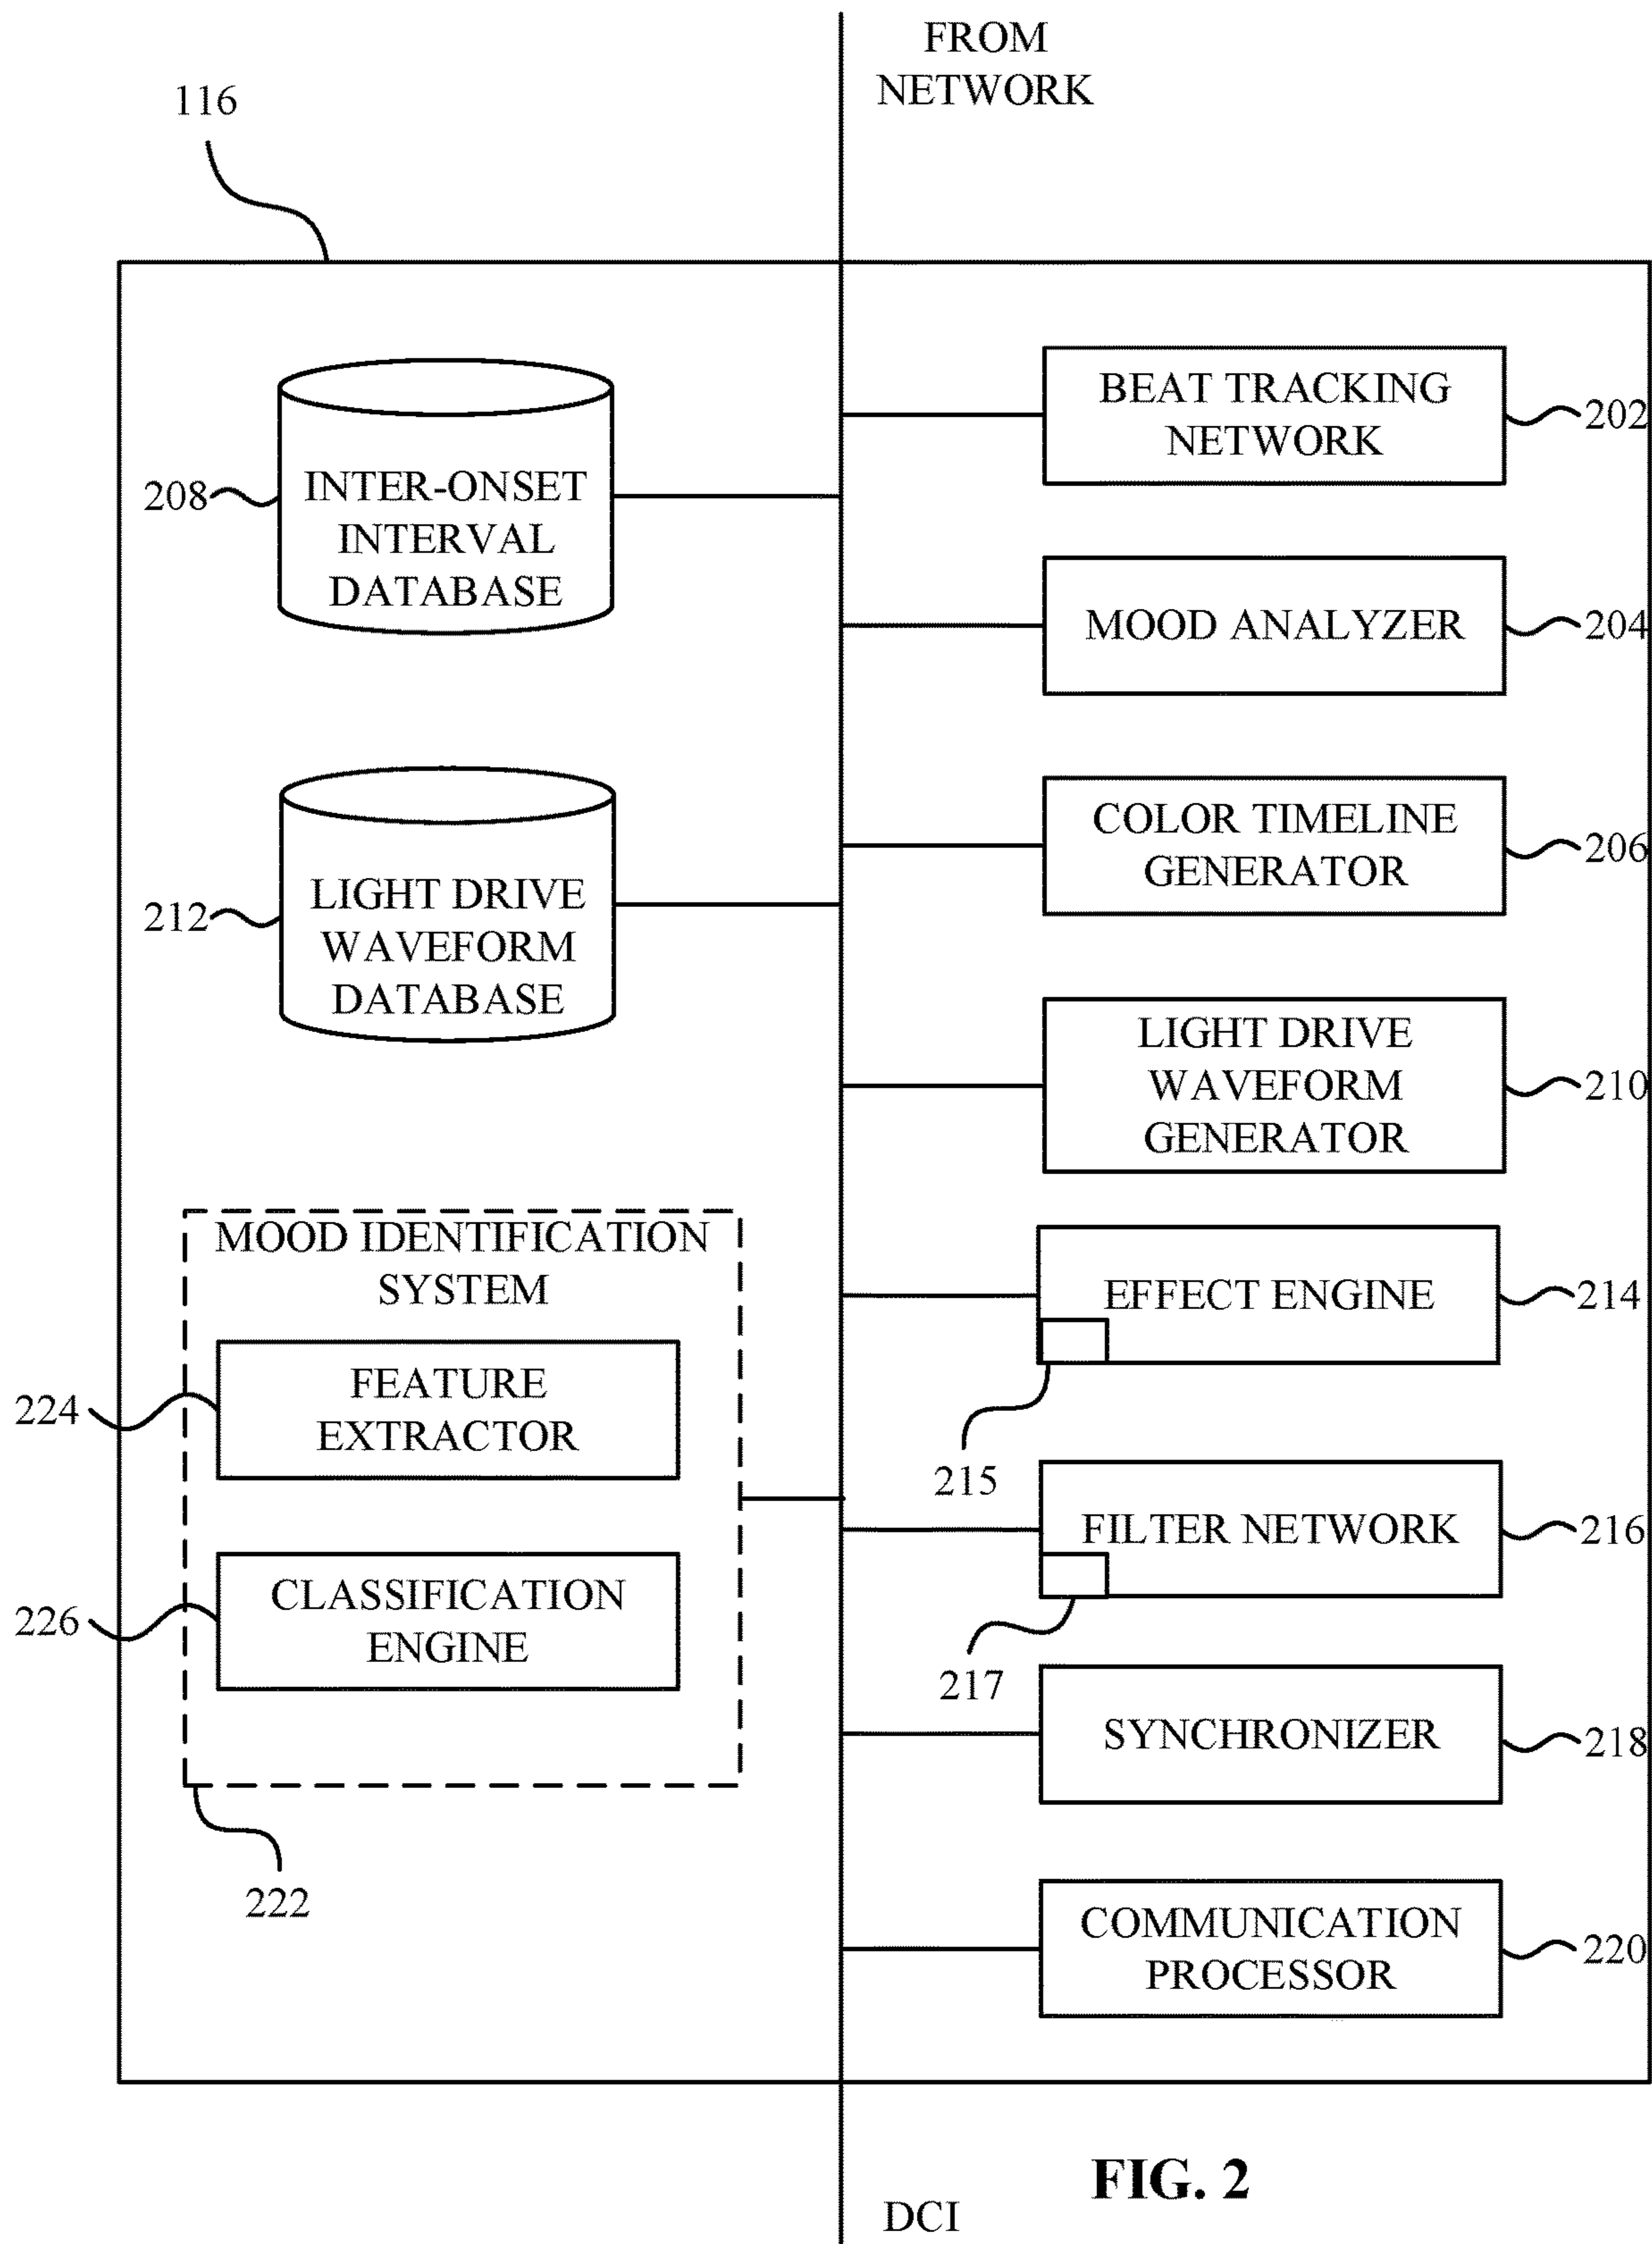 FROM
NETWORK
116
BEAT TRACKING
NETWORK
202
208
INTER-ONSET
INTERVAL
DATABASE
MOOD ANALYZER
204
COLOR TIMELINE
GENERATOR
206
212
LIGHT DRIVE
WAVEFORM
DATABASE
LIGHT DRIVE
WAVEFORM
GENERATOR
210
MOOD IDENTIFICATION
SYSTEM
EFFECT ENGINE
214
215
224
FEATURE
EXTRACTOR
FILTER NETWORK
216
217
226
CLASSIFICATION
ENGINE
SYNCHRONIZER
218
222
COMMUNICATION
PROCESSOR
220
FIG. 2
DCI